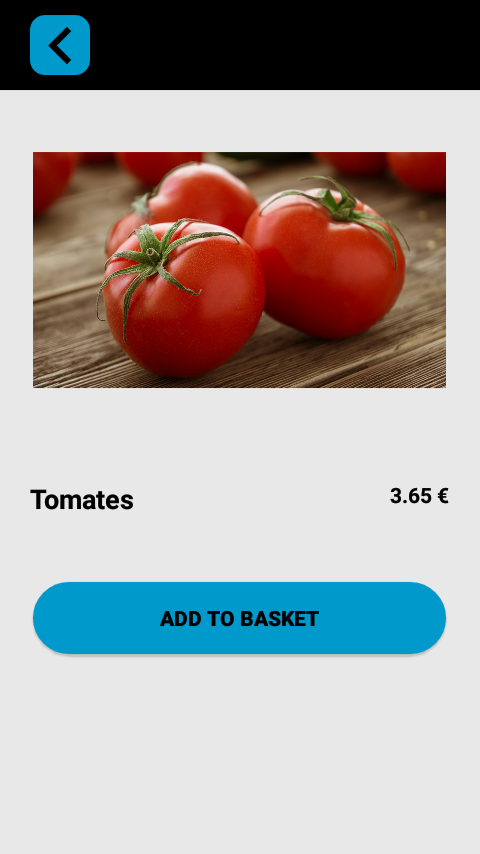 Tomates
3.65 €
ADD TO BASKET